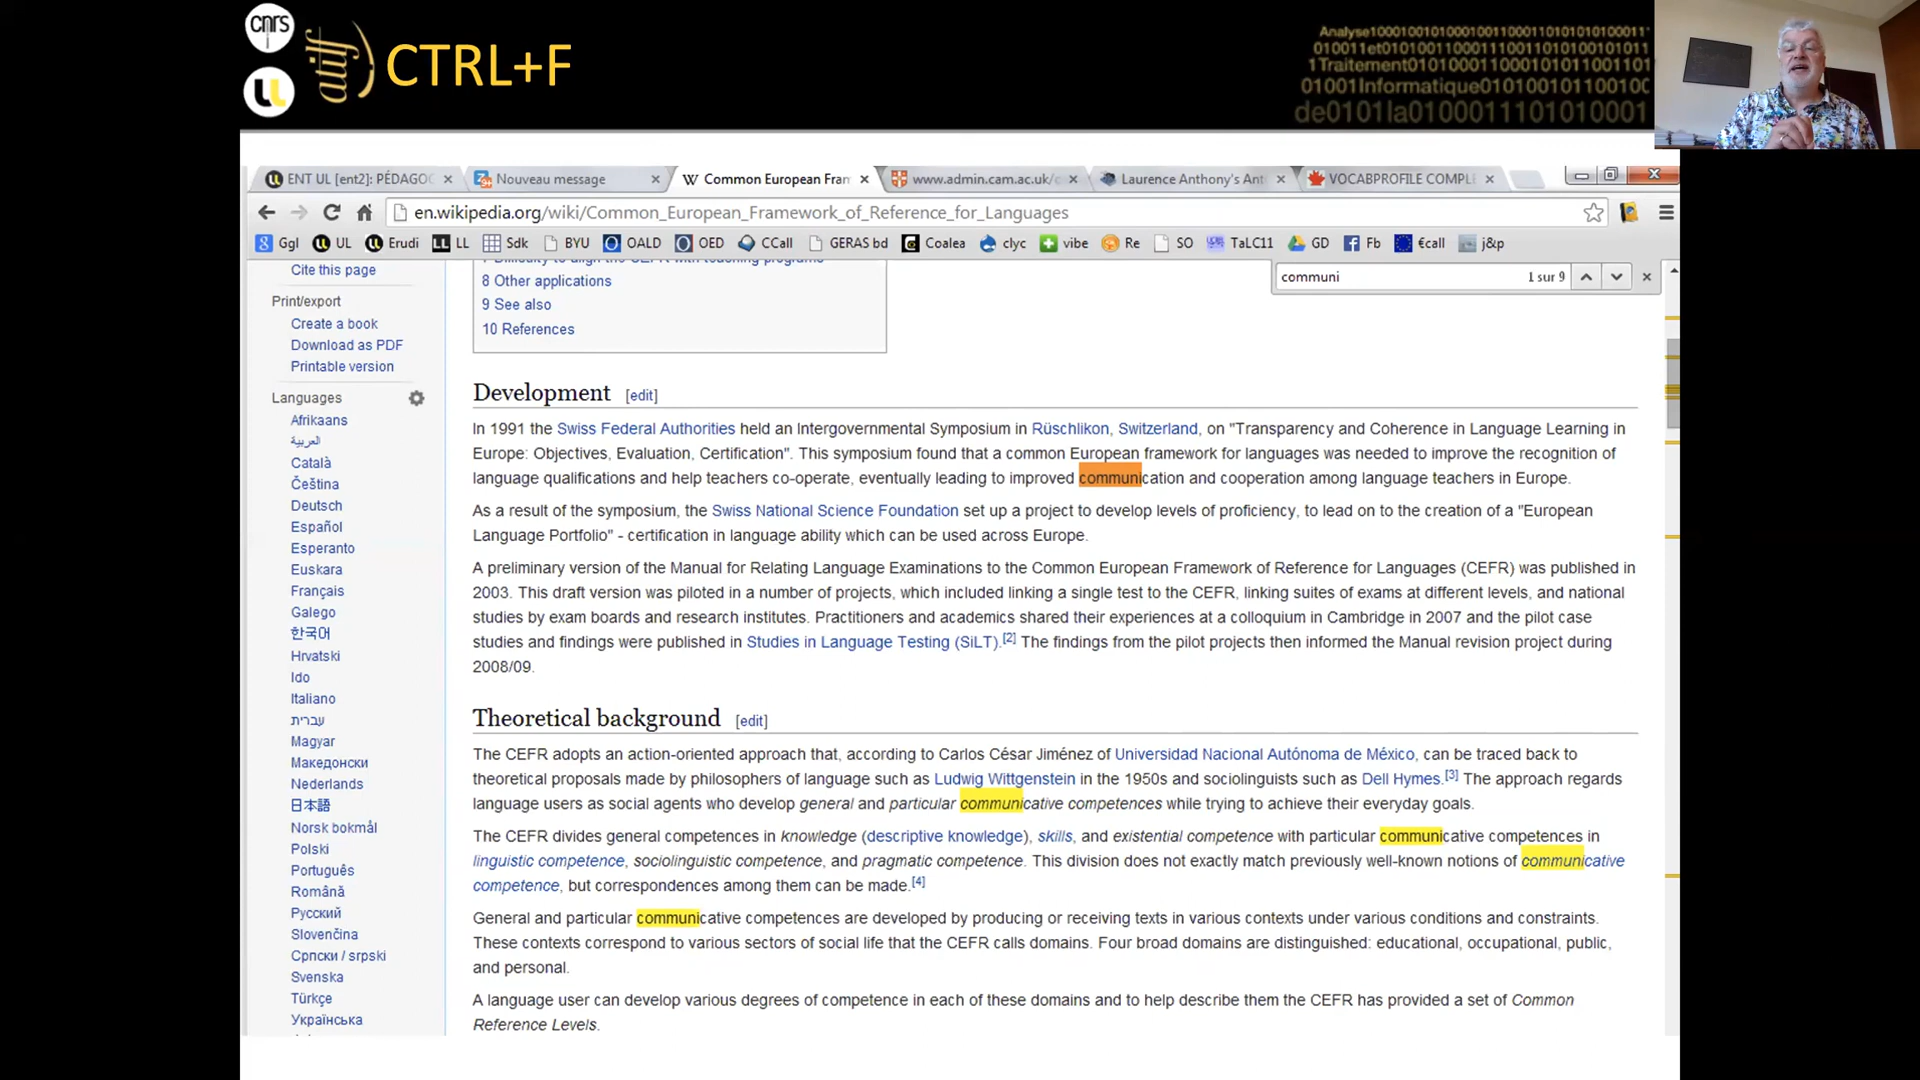 cnrs
UL
atilf
CTRL+F
Analyse1000100101000100110101010100011
010011et0101001100011100110001001011
1Traitement01010001100010101001101
01001Informatique01010010101000
de0101la0100011101010001
ENT UL [ent2]: PÉDAGOG
Nouveau message
Common European Fram
www.admin.cam.ac.uk/c
Laurence Anthony's Ant
VOCABPROFILE COMPLE
en.wikipedia.org/wiki/Common_European_Framework_of_Reference_for_Languages
Ggl UL Erudi LL Sdk BYU OALD OED CCall GERAS bd Coalea clyc vibe Re SO TaLC11 GD Fb €call j&p
communi 1 sur 9
Cite this page
Print/export
Create a book
Download as PDF
Printable version
Languages
Afrikaans
العربية
Català
Čeština
Deutsch
Español
Esperanto
Euskara
Français
Galego
한국어
Hrvatski
Ido
Italiano
עברית
Magyar
Македонски
Nederlands
日本語
Norsk bokmål
Polski
Português
Română
Русский
Slovenčina
Српски / srpski
Svenska
Türkçe
Українська
7 Difficulty to align the CEFR with teaching programs
8 Other applications
9 See also
10 References
Development [edit]
In 1991 the Swiss Federal Authorities held an Intergovernmental Symposium in Rüschlikon, Switzerland, on "Transparency and Coherence in Language Learning in
Europe: Objectives, Evaluation, Certification". This symposium found that a common European framework for languages was needed to improve the recognition of
language qualifications and help teachers co-operate, eventually leading to improved communication and cooperation among language teachers in Europe.
As a result of the symposium, the Swiss National Science Foundation set up a project to develop levels of proficiency, to lead on to the creation of a "European
Language Portfolio" - certification in language ability which can be used across Europe.
A preliminary version of the Manual for Relating Language Examinations to the Common European Framework of Reference for Languages (CEFR) was published in
2003. This draft version was piloted in a number of projects, which included linking a single test to the CEFR, linking suites of exams at different levels, and national
studies by exam boards and research institutes. Practitioners and academics shared their experiences at a colloquium in Cambridge in 2007 and the pilot case
studies and findings were published in Studies in Language Testing (SiLT).[2] The findings from the pilot projects then informed the Manual revision project during
2008/09.
Theoretical background [edit]
The CEFR adopts an action-oriented approach that, according to Carlos César Jiménez of Universidad Nacional Autónoma de México, can be traced back to
theoretical proposals made by philosophers of language such as Ludwig Wittgenstein in the 1950s and sociolinguists such as Dell Hymes.[3] The approach regards
language users as social agents who develop general and particular communicative competences while trying to achieve their everyday goals.
The CEFR divides general competences in knowledge (descriptive knowledge), skills, and existential competence with particular communicative competences in
linguistic competence, sociolinguistic competence, and pragmatic competence. This division does not exactly match previously well-known notions of communicative
competence, but correspondences among them can be made.[4]
General and particular communicative competences are developed by producing or receiving texts in various contexts under various conditions and constraints.
These contexts correspond to various sectors of social life that the CEFR calls domains. Four broad domains are distinguished: educational, occupational, public,
and personal.
A language user can develop various degrees of competence in each of these domains and to help describe them the CEFR has provided a set of Common
Reference Levels.